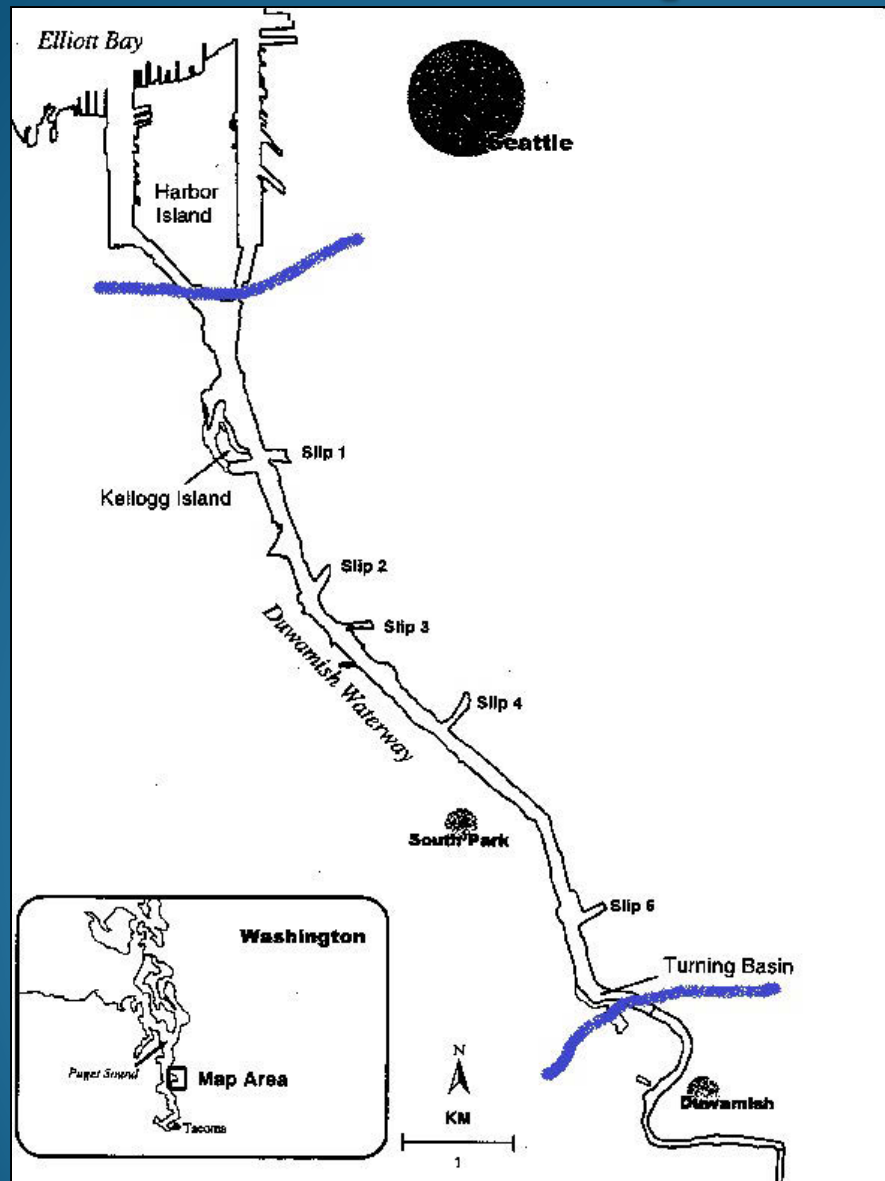 Elliott Bay
Seattle
Harbor
Island
Slip 1
Kellogg Island
Slip 2
Slip 3
Duwamish Waterway
Slip 4
South Park
Slip 6
Washington
Turning Basin
Puget Sound
Map Area
Tacoma
N
KM
1
Duwamish